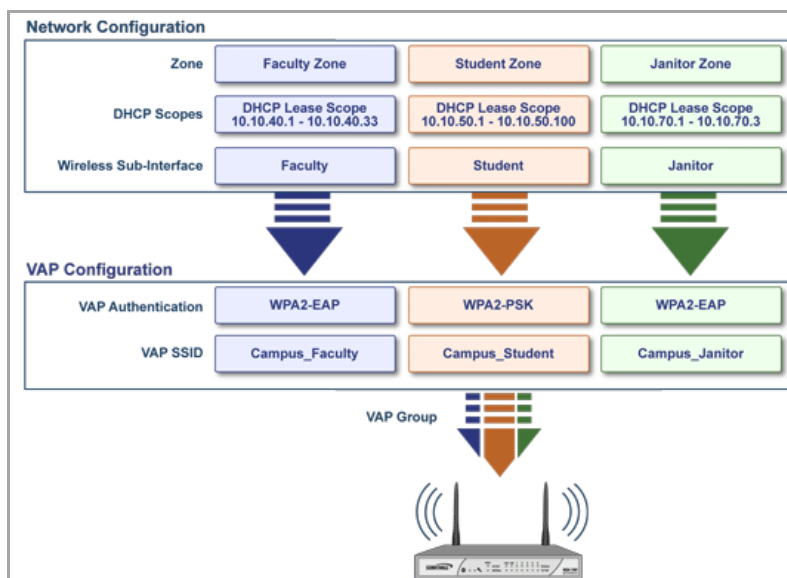 Network Configuration
Zone
Faculty Zone
Student Zone
Janitor Zone
DHCP Scopes
DHCP Lease Scope
10.10.40.1 - 10.10.40.33
DHCP Lease Scope
10.10.50.1 - 10.10.50.100
DHCP Lease Scope
10.10.70.1 - 10.10.70.3
Wireless Sub-Interface
Faculty
Student
Janitor
VAP Configuration
VAP Authentication
WPA2-EAP
WPA2-PSK
WPA2-EAP
VAP SSID
Campus_Faculty
Campus_Student
Campus_Janitor
VAP Group
SONICWALL